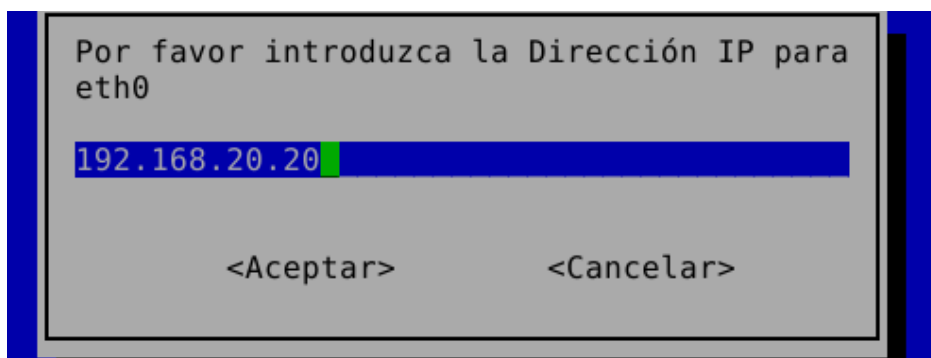 Por favor introduzca la Dirección IP para
eth0
192.168.20.20
<Aceptar> <Cancelar>